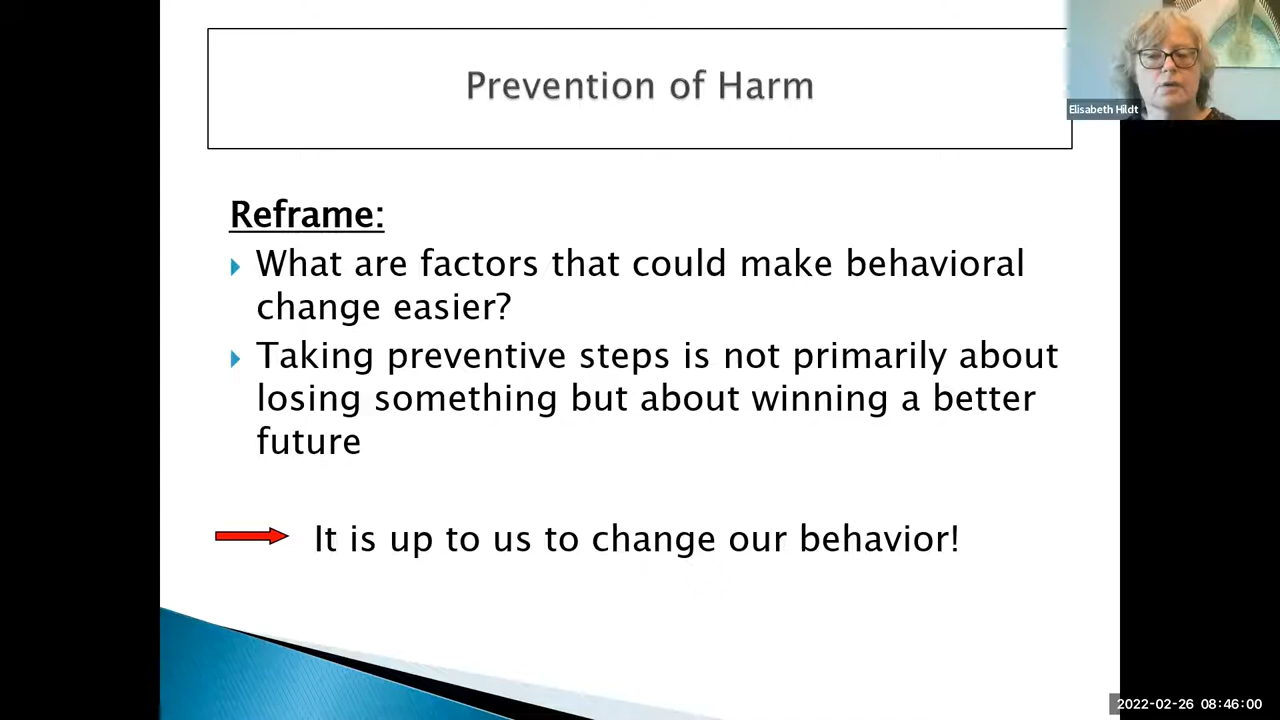 Prevention of Harm
Elisabeth Hildt
Reframe:
What are factors that could make behavioral
change easier?
Taking preventive steps is not primarily about
losing something but about winning a better
future
It is up to us to change our behavior!
2022-02-26 08:46:00